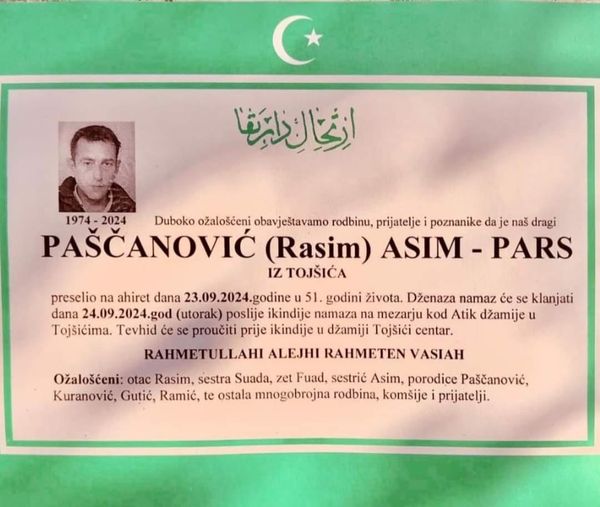 ارتحال دار بقا
1974 - 2024
Duboko ožalošćeni obavještavamo rodbinu, prijatelje i poznanike da je naš dragi
PAŠČANOVIĆ (Rasim) ASIM - PARS
IZ TOJŠIĆA
preselio na ahiret dana 23.09.2024.godine u 51. godini života. Dženaza namaz će se klanjati
dana 24.09.2024.god (utorak) poslije ikindije namaza na mezarju kod Atik džamije u
Tojšićima. Tevhid će se proučiti prije ikindije u džamiji Tojšići centar.
RAHMETULLAHI ALEJHI RAHMETEN VASIAH
Ožalošćeni: otac Rasim, sestra Suada, zet Fuad, sestrić Asim, porodice Paščanović,
Kuranović, Gutić, Ramić, te ostala mnogobrojna rodbina, komšije i prijatelji.